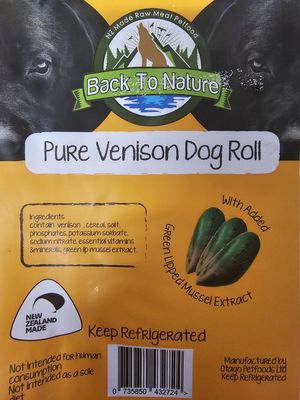 NZ Made Raw Meat Petfood
Back To Nature
Pure Venison Dog Roll
Ingredients
contain venison , cereal, salt,
phosphates, potassium sorbate,
sodium nitrate, essential vitamins
&minerals, green lip mussel extract.
With Added
Green Lipped Mussel Extract
NEW
ZEALAND
MADE
Keep Refrigerated
Not Intended for human
consumption
Not Intended as a sole
diet
0 735850 432724 >
Manufactured by
Otago Petfoods Ltd
Keep Refrigerated